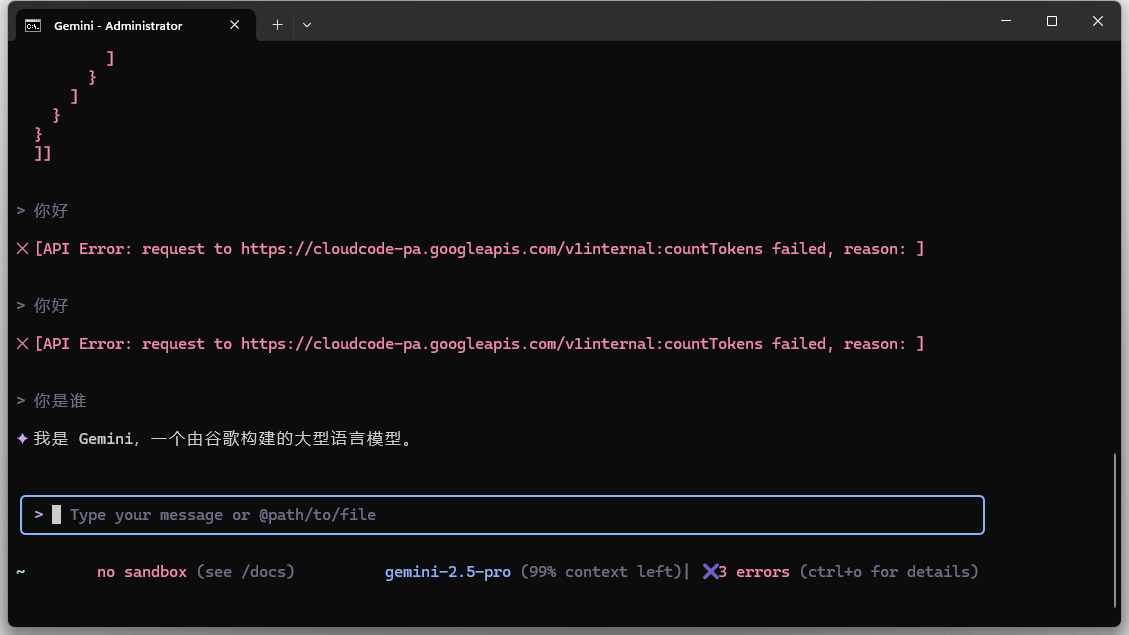 Gemini - Administrator
]
}
]
}
}
]]
> 你好
✕ [API Error: request to https://cloudcode-pa.googleapis.com/v1internal:countTokens failed, reason: ]
> 你好
✕ [API Error: request to https://cloudcode-pa.googleapis.com/v1internal:countTokens failed, reason: ]
> 你是谁
✦ 我是 Gemini, 一个由谷歌构建的大型语言模型。
> Type your message or @path/to/file
~ no sandbox (see /docs) gemini-2.5-pro (99% context left)| ✖3 errors (ctrl+o for details)